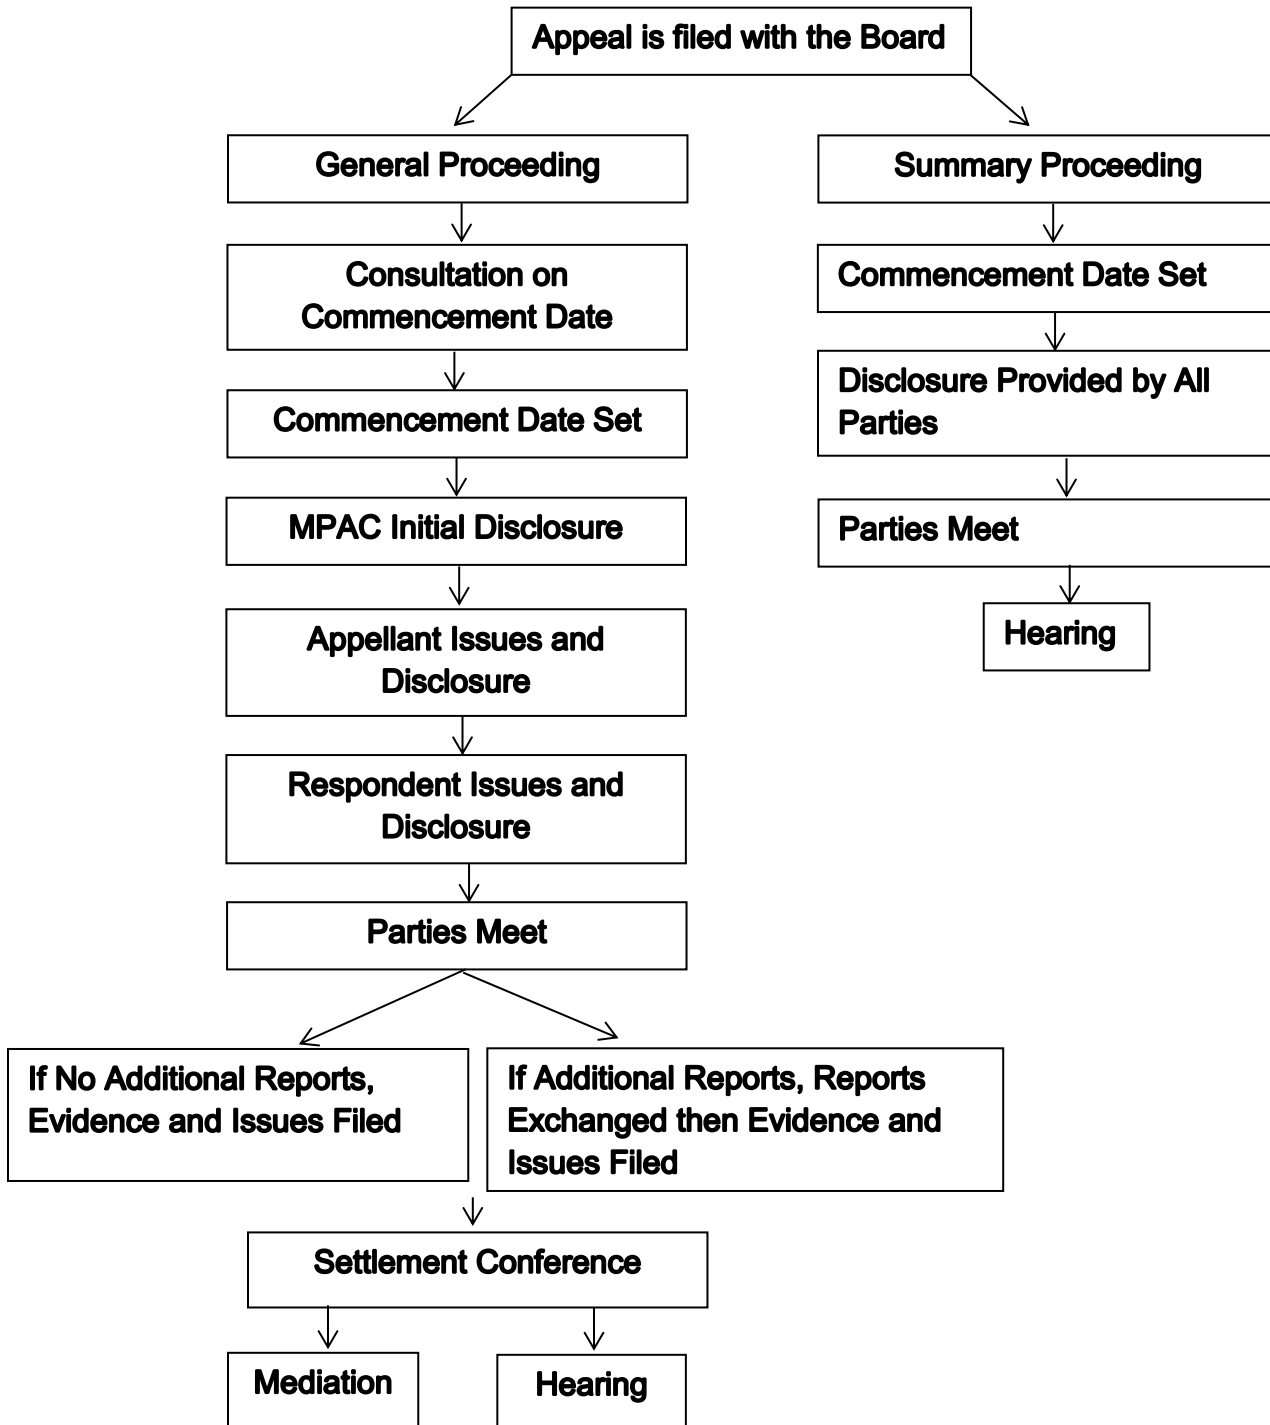 Appeal is filed with the Board
General Proceeding
Consultation on
Commencement Date
Commencement Date Set
MPAC Initial Disclosure
Appellant Issues and
Disclosure
Respondent Issues and
Disclosure
Parties Meet
If No Additional Reports,
Evidence and Issues Filed
If Additional Reports, Reports
Exchanged then Evidence and
Issues Filed
Settlement Conference
Mediation
Hearing
Summary Proceeding
Commencement Date Set
Disclosure Provided by All
Parties
Parties Meet
Hearing